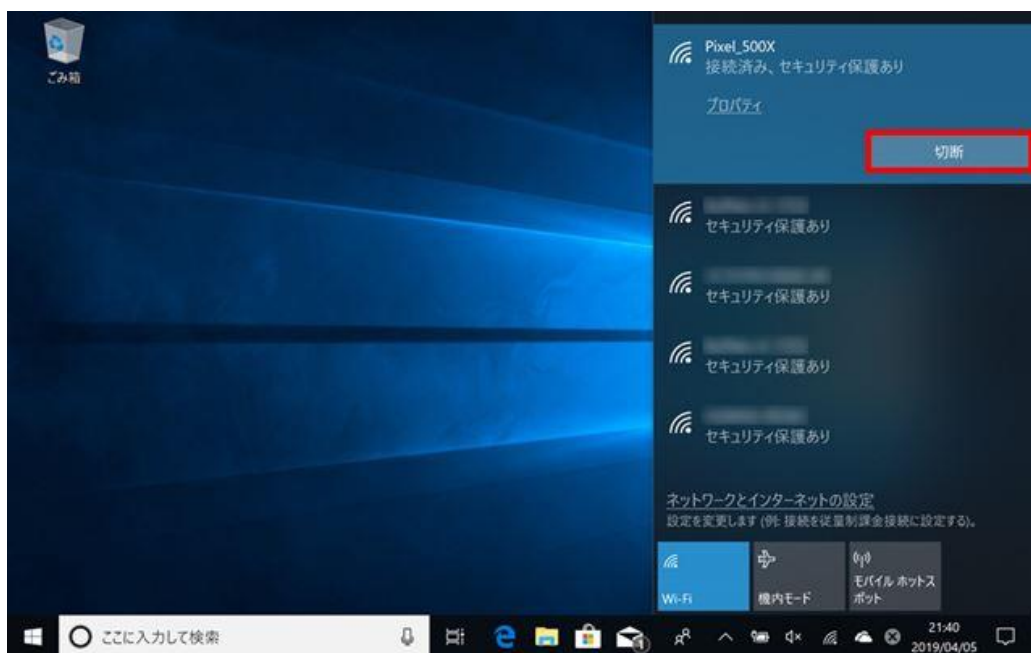 ごみ箱
Pixel_500X
接続済み、セキュリティ保護あり
プロパティ
切断
セキュリティ保護あり
セキュリティ保護あり
セキュリティ保護あり
セキュリティ保護あり
ネットワークとインターネットの設定
設定を変更します (例: 接続を従量制課金接続に設定する)。
Wi-Fi
機内モード
モバイル ホットス
ポット
ここに入力して検索
21:40
2019/04/05